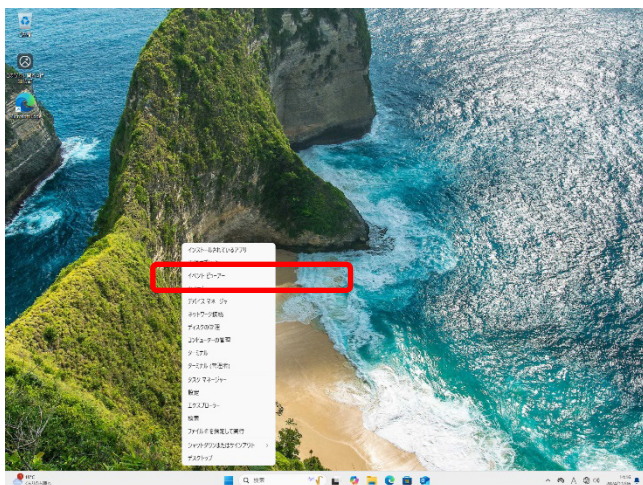 インストールされているアプリ
イベント ビューアー
デバイス マネージャー
ネットワーク接続
ディスクの管理
コンピューターの管理
ターミナル
ターミナル (管理者)
タスク マネージャー
設定
エクスプローラー
検索
ファイル名を指定して実行
シャットダウンまたはサインアウト
デスクトップ
検索